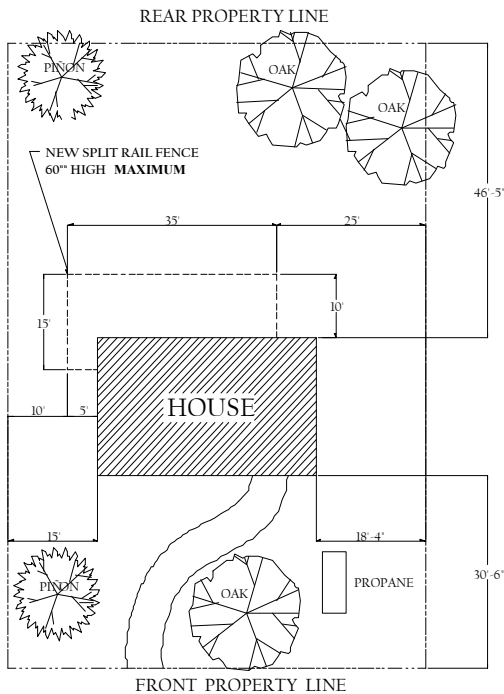 REAR PROPERTY LINE
PIÑON
OAK
OAK
NEW SPLIT RAIL FENCE
60"" HIGH MAXIMUM
46'-5"
35'
25'
15'
10'
HOUSE
10'
5'
15'
18'-4"
PIÑON
OAK
PROPANE
30'-6"
FRONT PROPERTY LINE